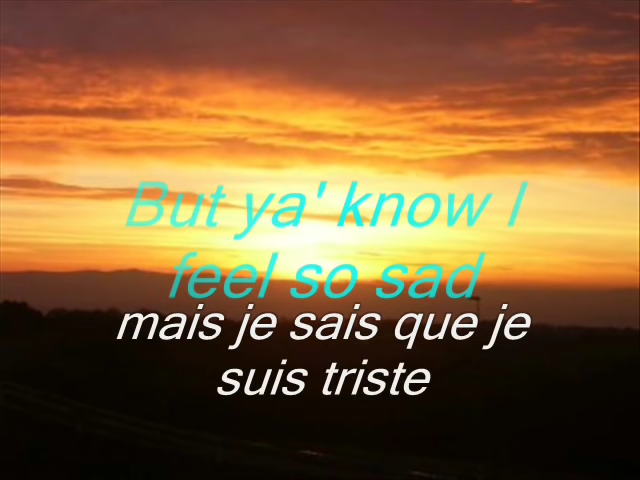 But ya' know I
feel so sad
mais je sais que je
suis triste